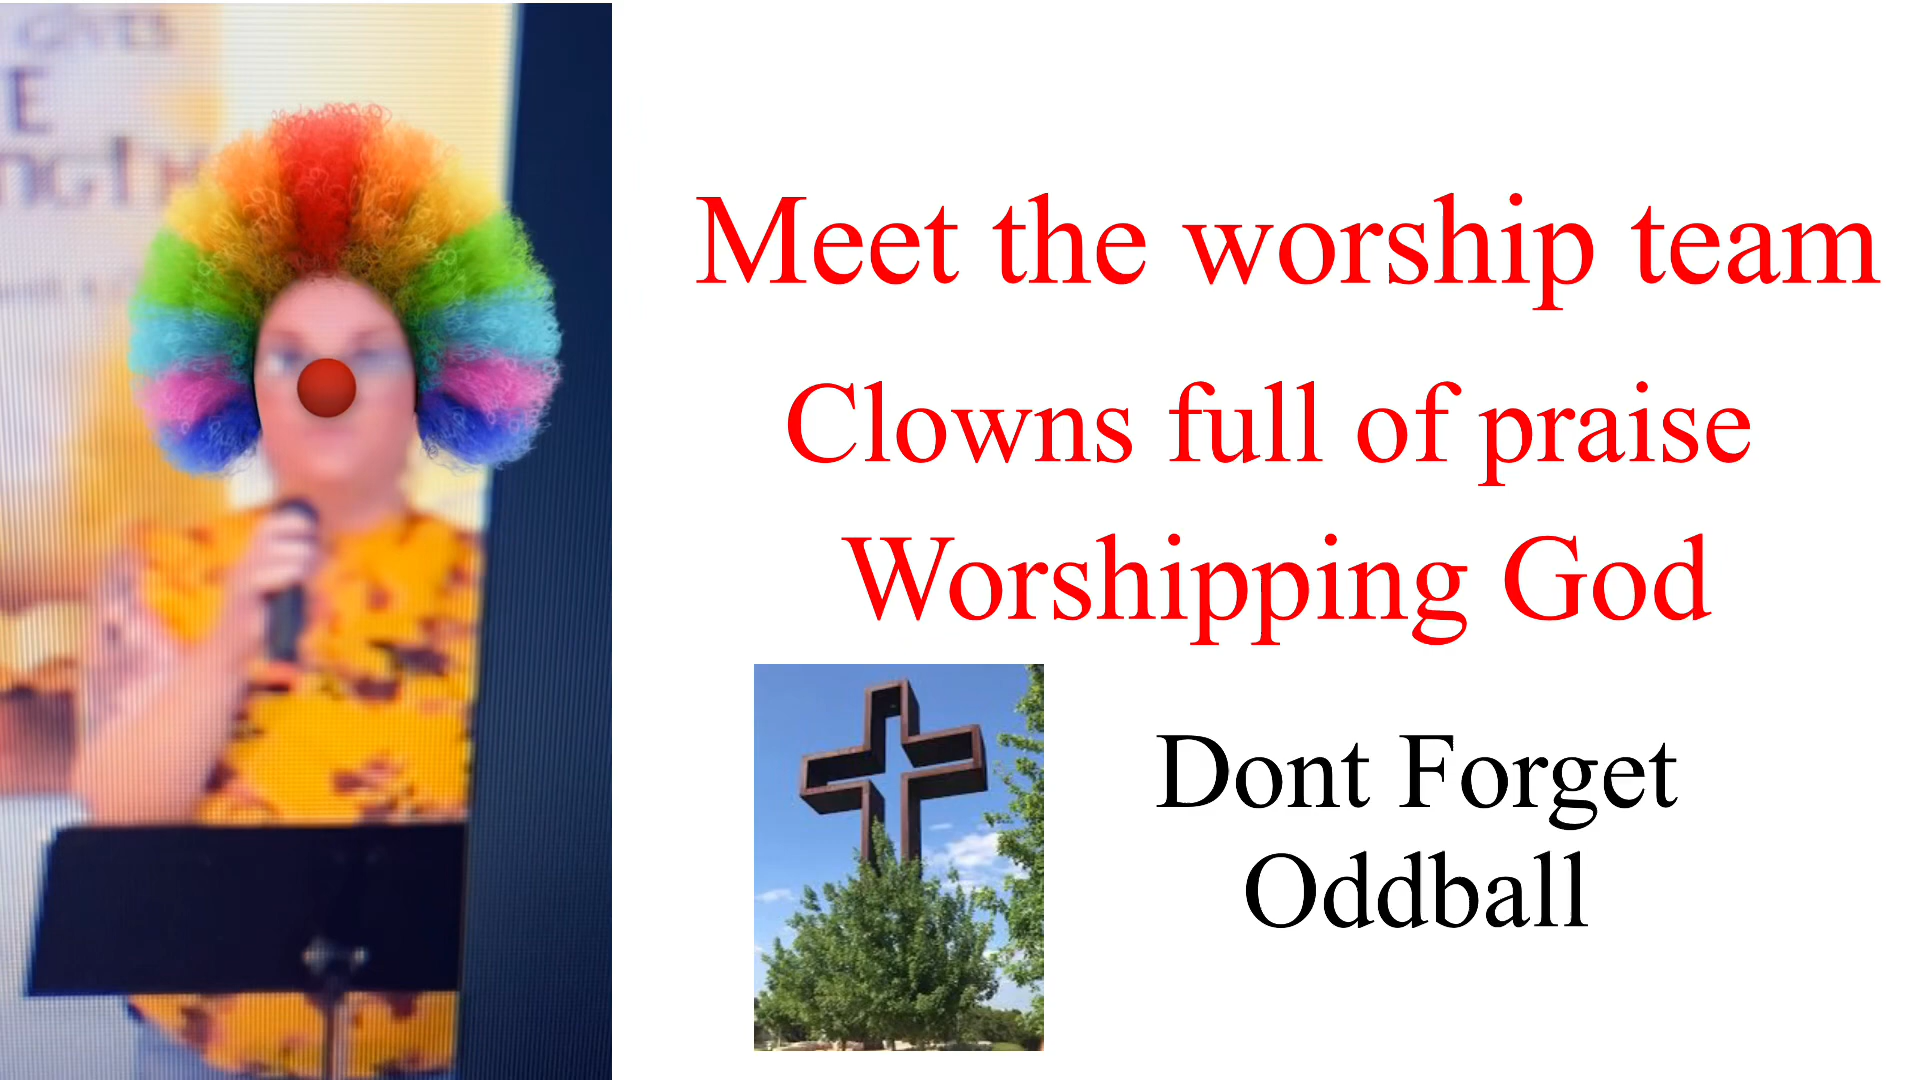 E
Meet the worship team
Clowns full of praise
Worshipping God
Dont Forget
Oddball